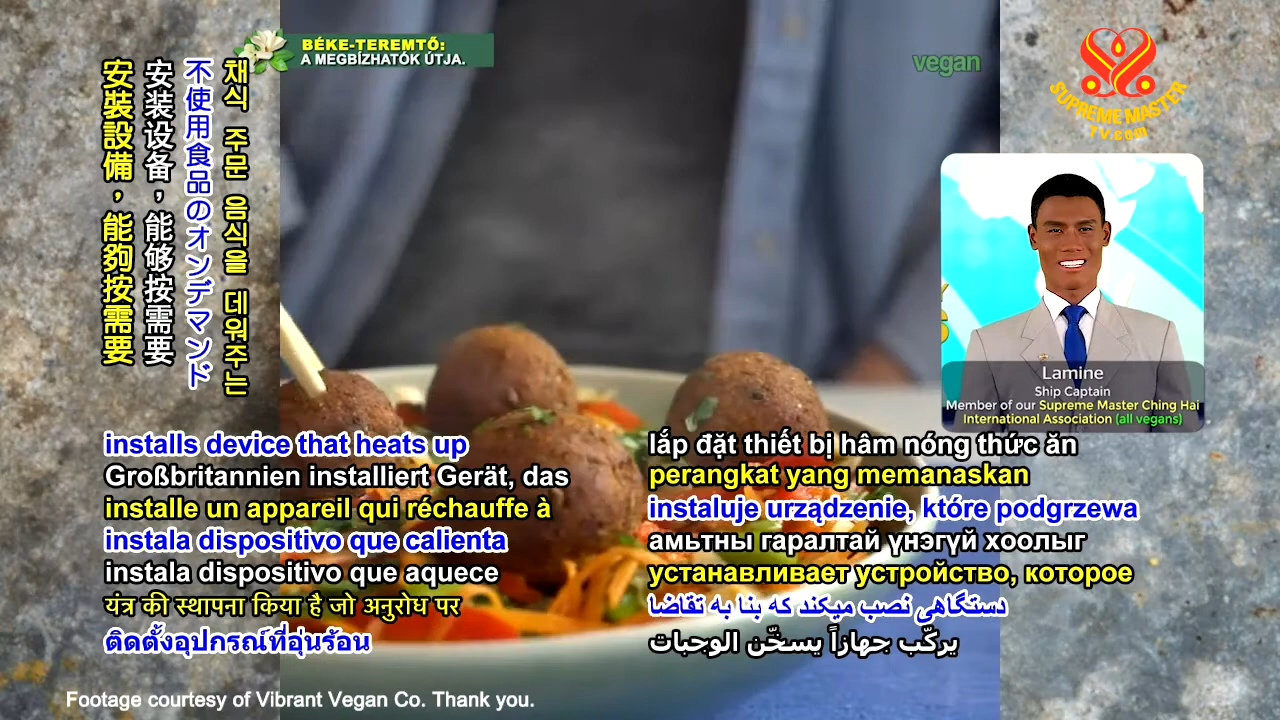 BÉKE-TEREMTŐ:
A MEGBÍZHATÓK ÚTJA.
vegan
SUPREME MASTER
TV.com
安裝設備，能夠按需要
安装设备，能够按需要
不使用食品のオンデマンド
채식 주문 음식을 데워주는
Lamine
Ship Captain
Member of our Supreme Master Ching Hai
International Association (all vegans)
installs device that heats up
Großbritannien installiert Gerät, das
installe un appareil qui réchauffe à
instala dispositivo que calienta
instala dispositivo que aquece
यंत्र की स्थापना किया है जो अनुरोध पर
ติดตั้งอุปกรณ์ที่อุ่นร้อน
lắp đặt thiết bị hâm nóng thức ăn
perangkat yang memanaskan
instaluje urządzenie, które podgrzewa
амьтны гаралтай үнэгүй хоолыг
устанавливает устройство, которое
دستگاهی نصب میکند که بنا به تقاضا
يركّب جهازاً يسخّن الوجبات
Footage courtesy of Vibrant Vegan Co. Thank you.